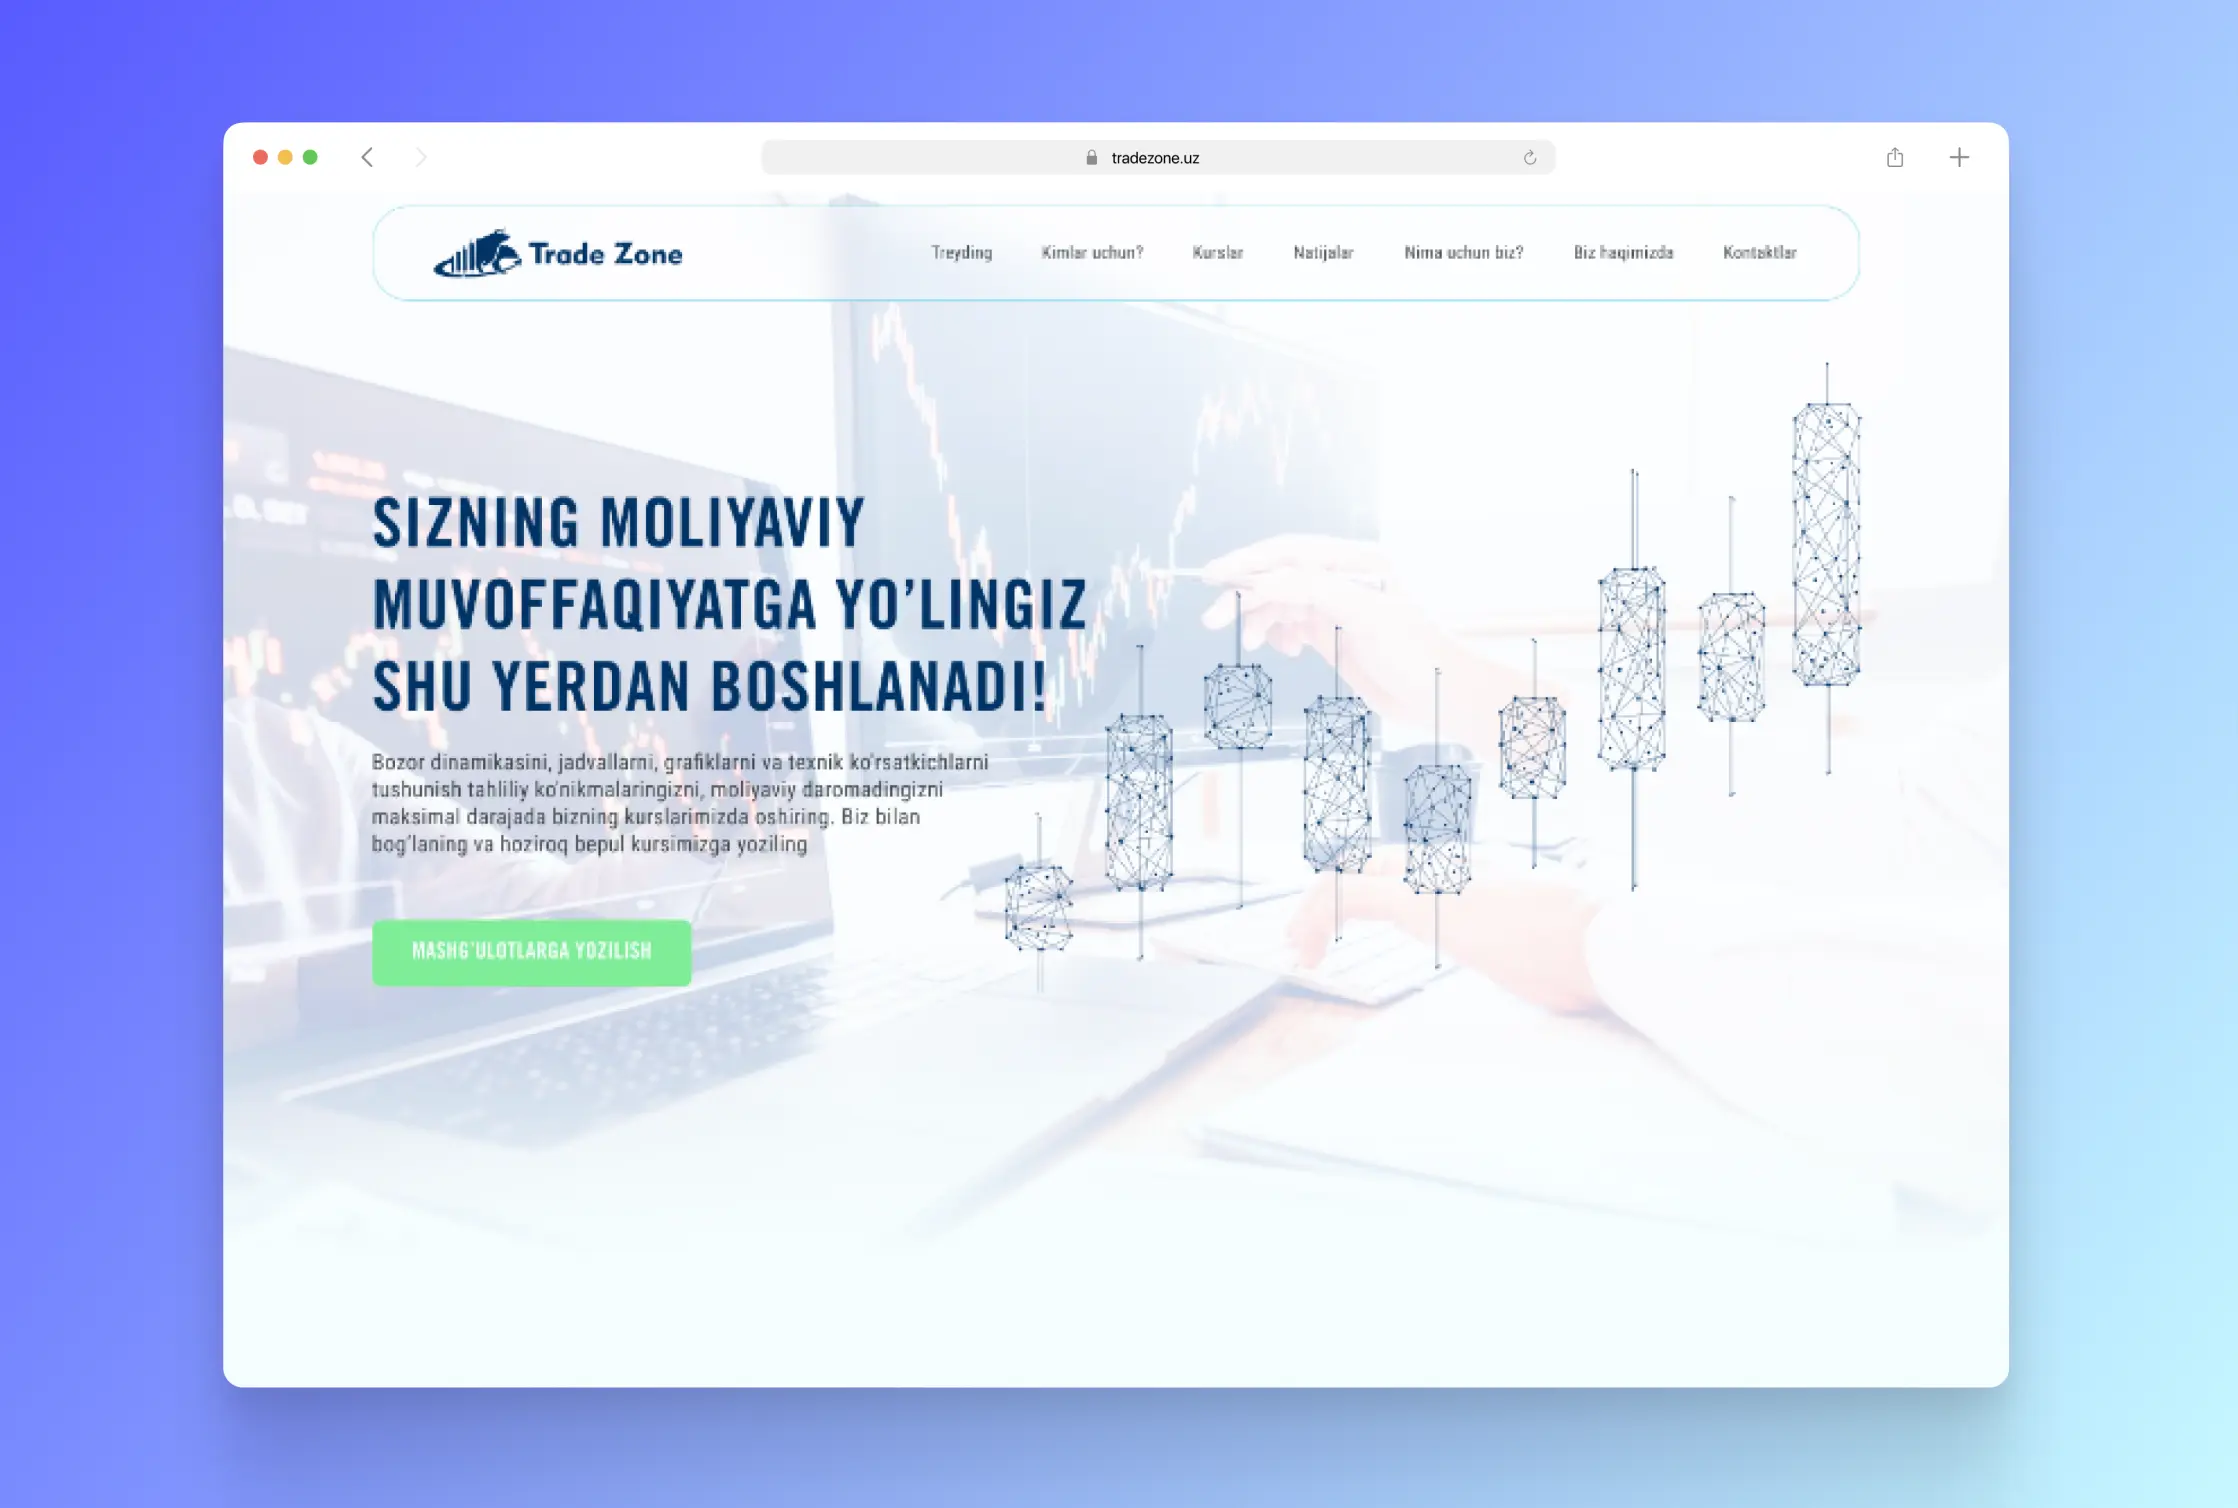 tradezone.uz
Trade Zone
Treyding
Kimlar uchun?
Kurslar
Natijalar
Nima uchun biz?
Biz haqimizda
Kontaktlar
SIZNING MOLIYAVIY
MUVOFFAQIYATGA YO’LINGIZ
SHU YERDAN BOSHLANADI!
Bozor dinamikasini, jadvallarni, grafiklarni va texnik ko'rsatkichlarni
tushunish tahliliy ko'nikmalaringizni, moliyaviy daromadingizni
maksimal darajada bizning kurslarimizda oshiring. Biz bilan
bog'laning va hoziroq bepul kursimizga yoziling
MASHG’ULOTLARGA YOZILISH